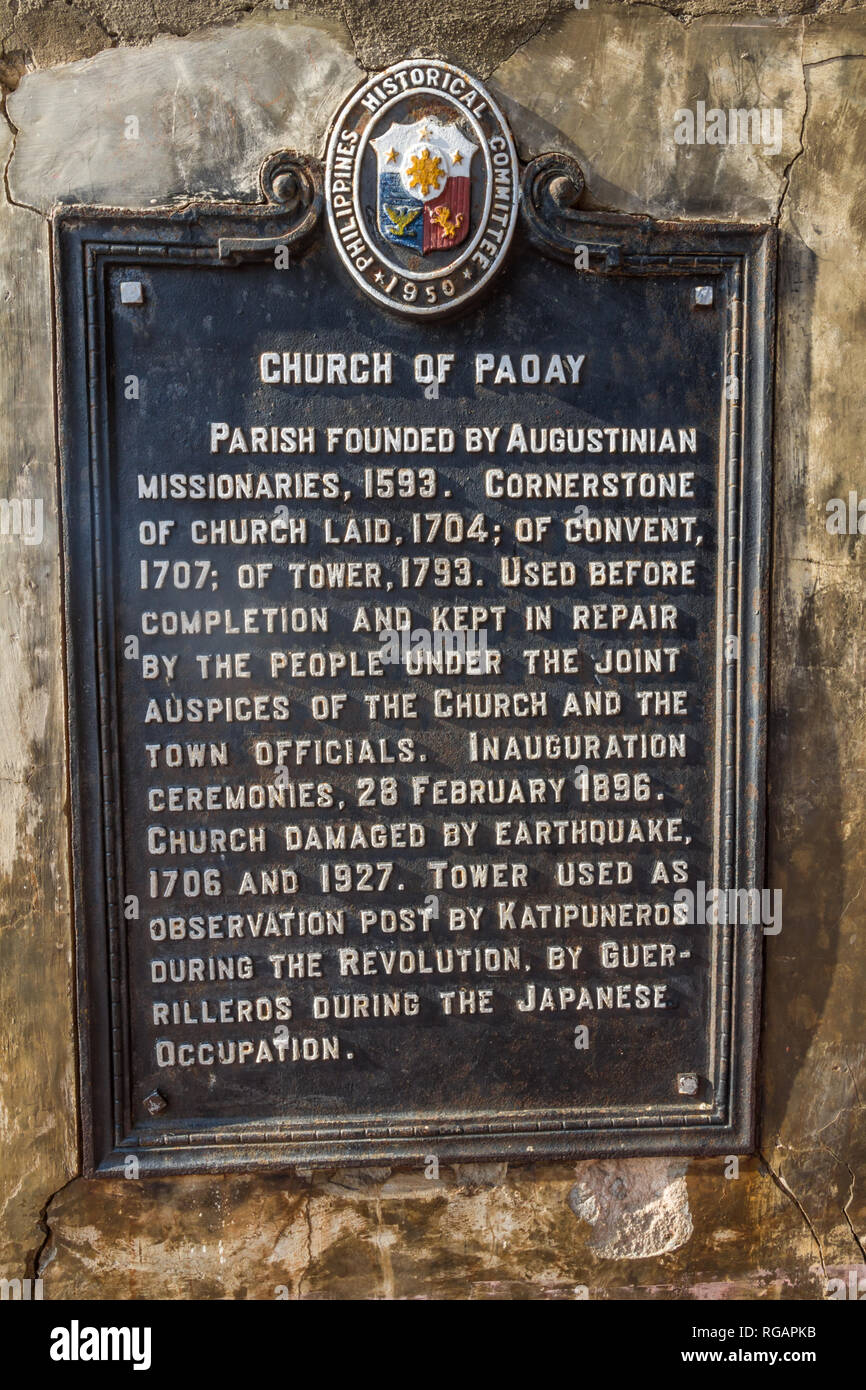 PHILIPPINES HISTORICAL COMMITTEE
★ 1950 ★
CHURCH OF PAOAY
PARISH FOUNDED BY AUGUSTINIAN
MISSIONARIES, 1593. CORNERSTONE
OF CHURCH LAID, 1704; OF CONVENT,
1707; OF TOWER, 1793. USED BEFORE
COMPLETION AND KEPT IN REPAIR
BY THE PEOPLE UNDER THE JOINT
AUSPICES OF THE CHURCH AND THE
TOWN OFFICIALS. INAUGURATION
CEREMONIES, 28 FEBRUARY 1896.
CHURCH DAMAGED BY EARTHQUAKE,
1706 AND 1927. TOWER USED AS
OBSERVATION POST BY KATIPUNEROS
DURING THE REVOLUTION, BY GUER-
RILLEROS DURING THE JAPANESE
OCCUPATION.
alamy
Image ID: RGAPKB
www.alamy.com